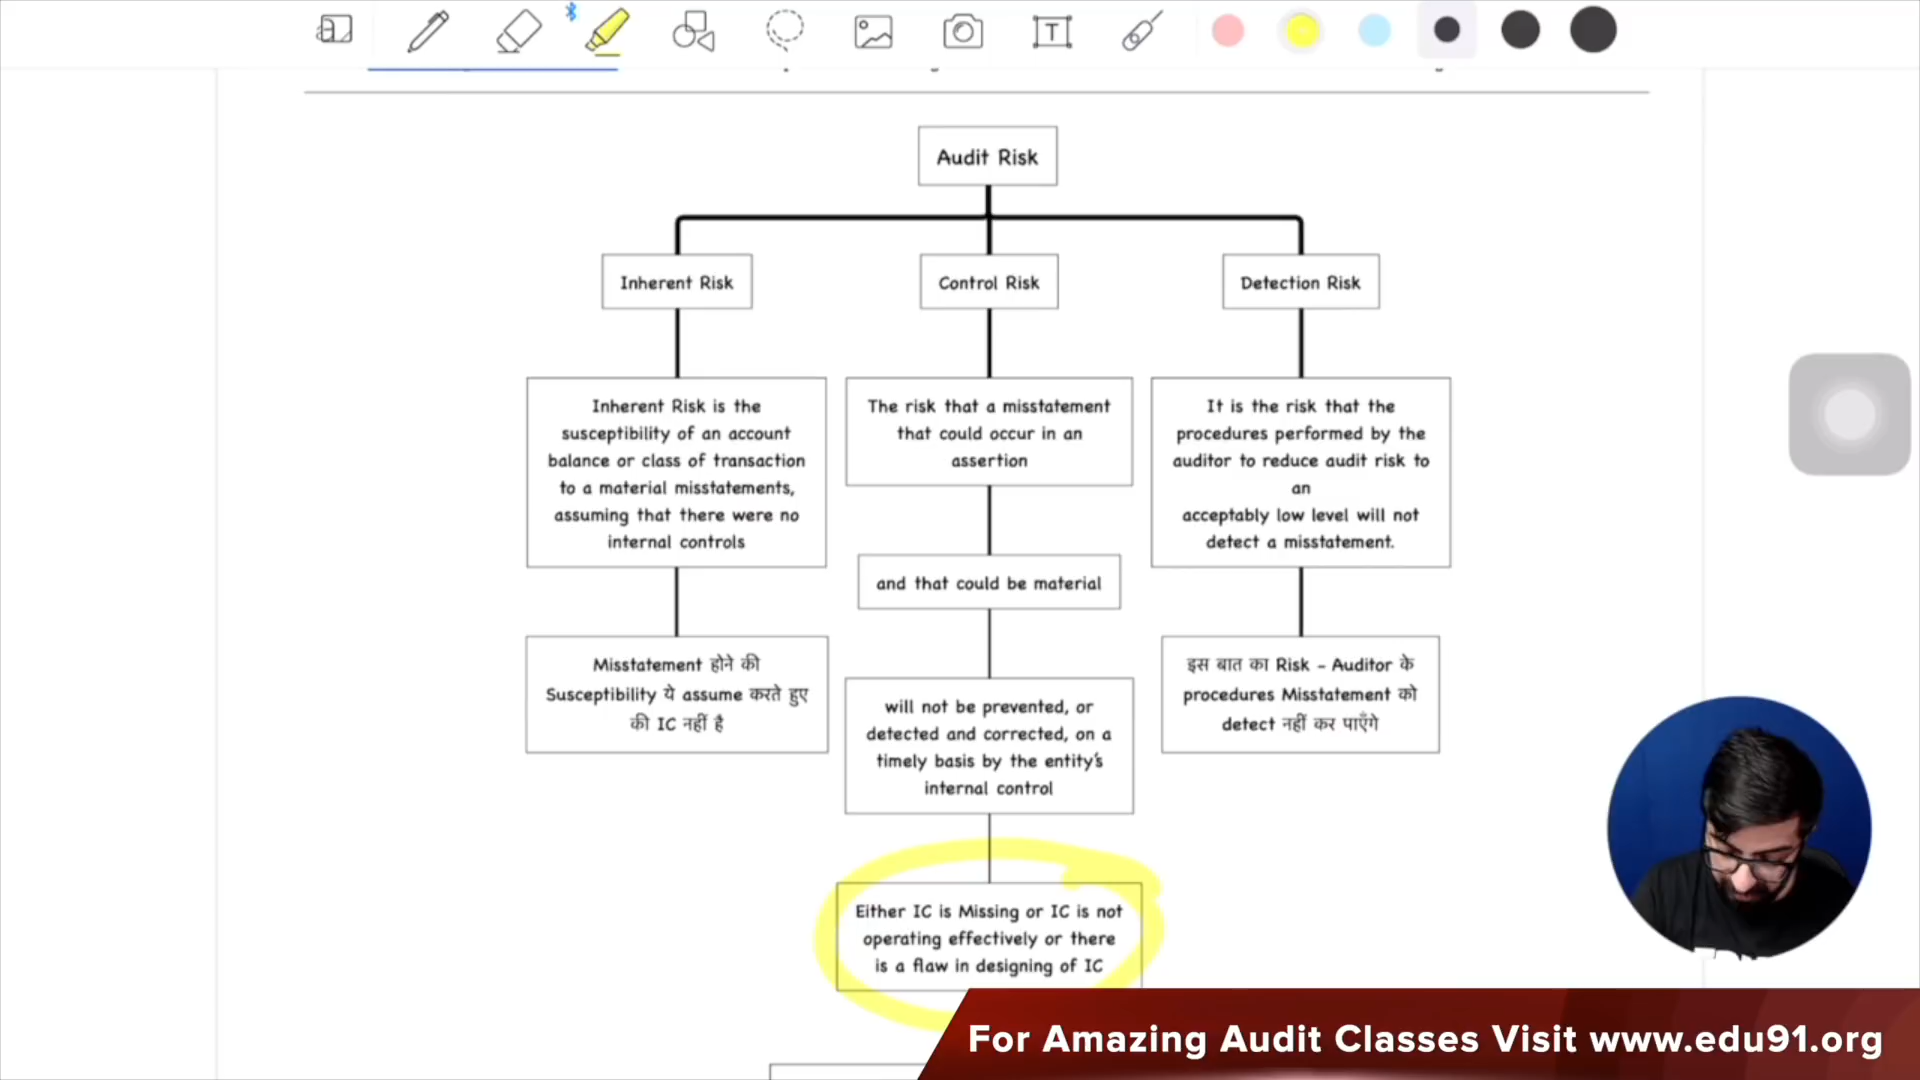 Audit Risk
Inherent Risk
Control Risk
Detection Risk
Inherent Risk is the
susceptibility of an account
balance or class of transaction
to a material misstatements,
assuming that there were no
internal controls
The risk that a misstatement
that could occur in an
assertion
It is the risk that the
procedures performed by the
auditor to reduce audit risk to
an
acceptably low level will not
detect a misstatement.
and that could be material
Misstatement होने की
Susceptibility ये assume करते हुए
की IC नहीं है
will not be prevented, or
detected and corrected, on a
timely basis by the entity's
internal control
इस बात का Risk - Auditor के
procedures Misstatement को
detect नहीं कर पाएँगे
Either IC is Missing or IC is not
operating effectively or there
is a flaw in designing of IC
For Amazing Audit Classes Visit www.edu91.org